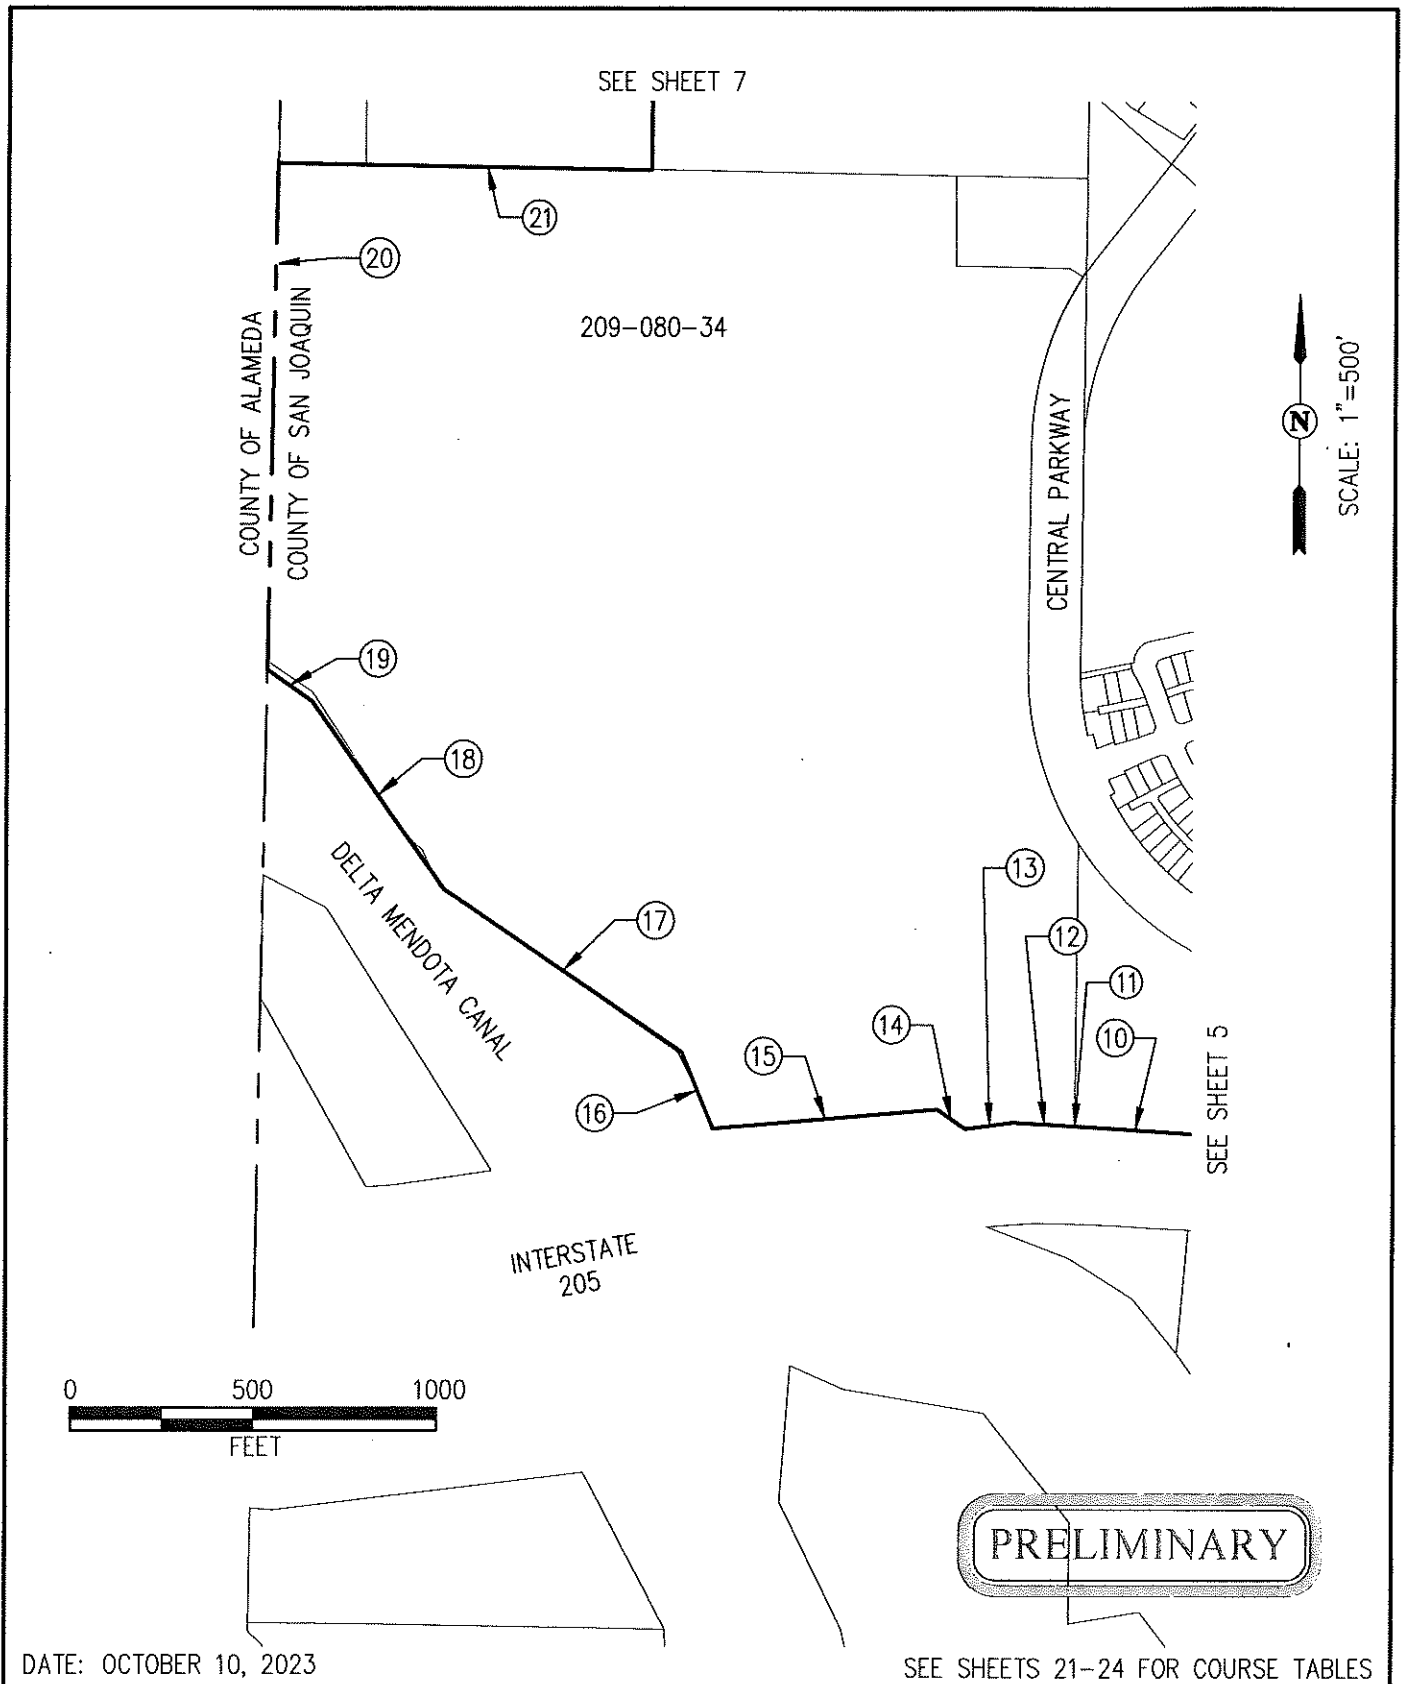 SEE SHEET 7
21
20
209-080-34
COUNTY OF ALAMEDA
COUNTY OF SAN JOAQUIN
CENTRAL PARKWAY
N
SCALE: 1"=500'
19
18
DELTA MENDOTA CANAL
17
13
12
11
14
10
15
16
SEE SHEET 5
INTERSTATE
205
0 500 1000
FEET
PRELIMINARY
DATE: OCTOBER 10, 2023
SEE SHEETS 21-24 FOR COURSE TABLES